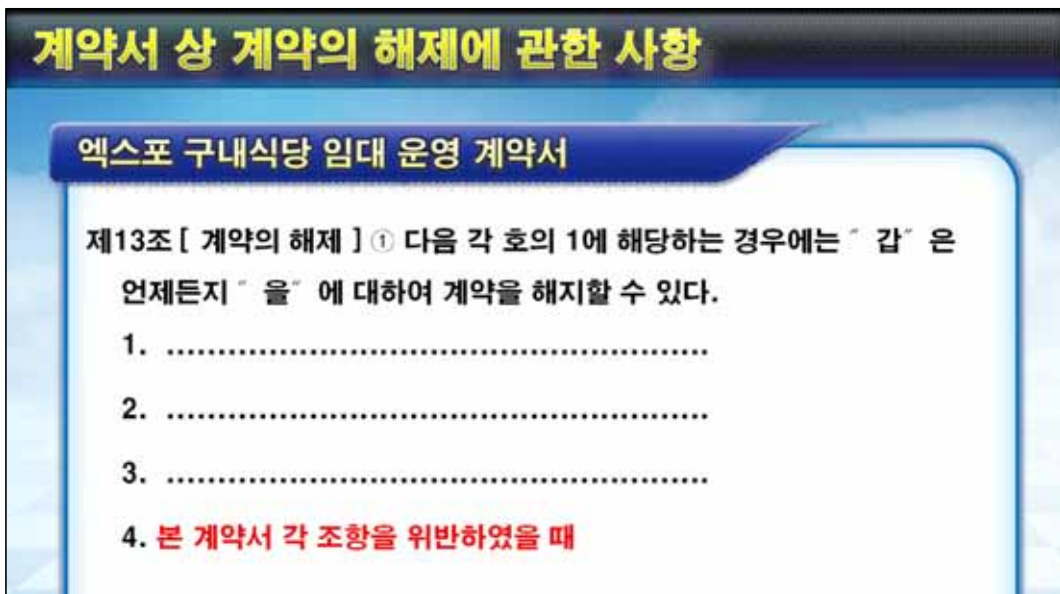 계약서 상 계약의 해제에 관한 사항
엑스포 구내식당 임대 운영 계약서
제13조 [ 계약의 해제 ] ① 다음 각 호의 1에 해당하는 경우에는 ˝ 갑˝ 은
언제든지 ˝ 을˝ 에 대하여 계약을 해지할 수 있다.
1. .....................................................
2. .....................................................
3. .....................................................
4. 본 계약서 각 조항을 위반하였을 때